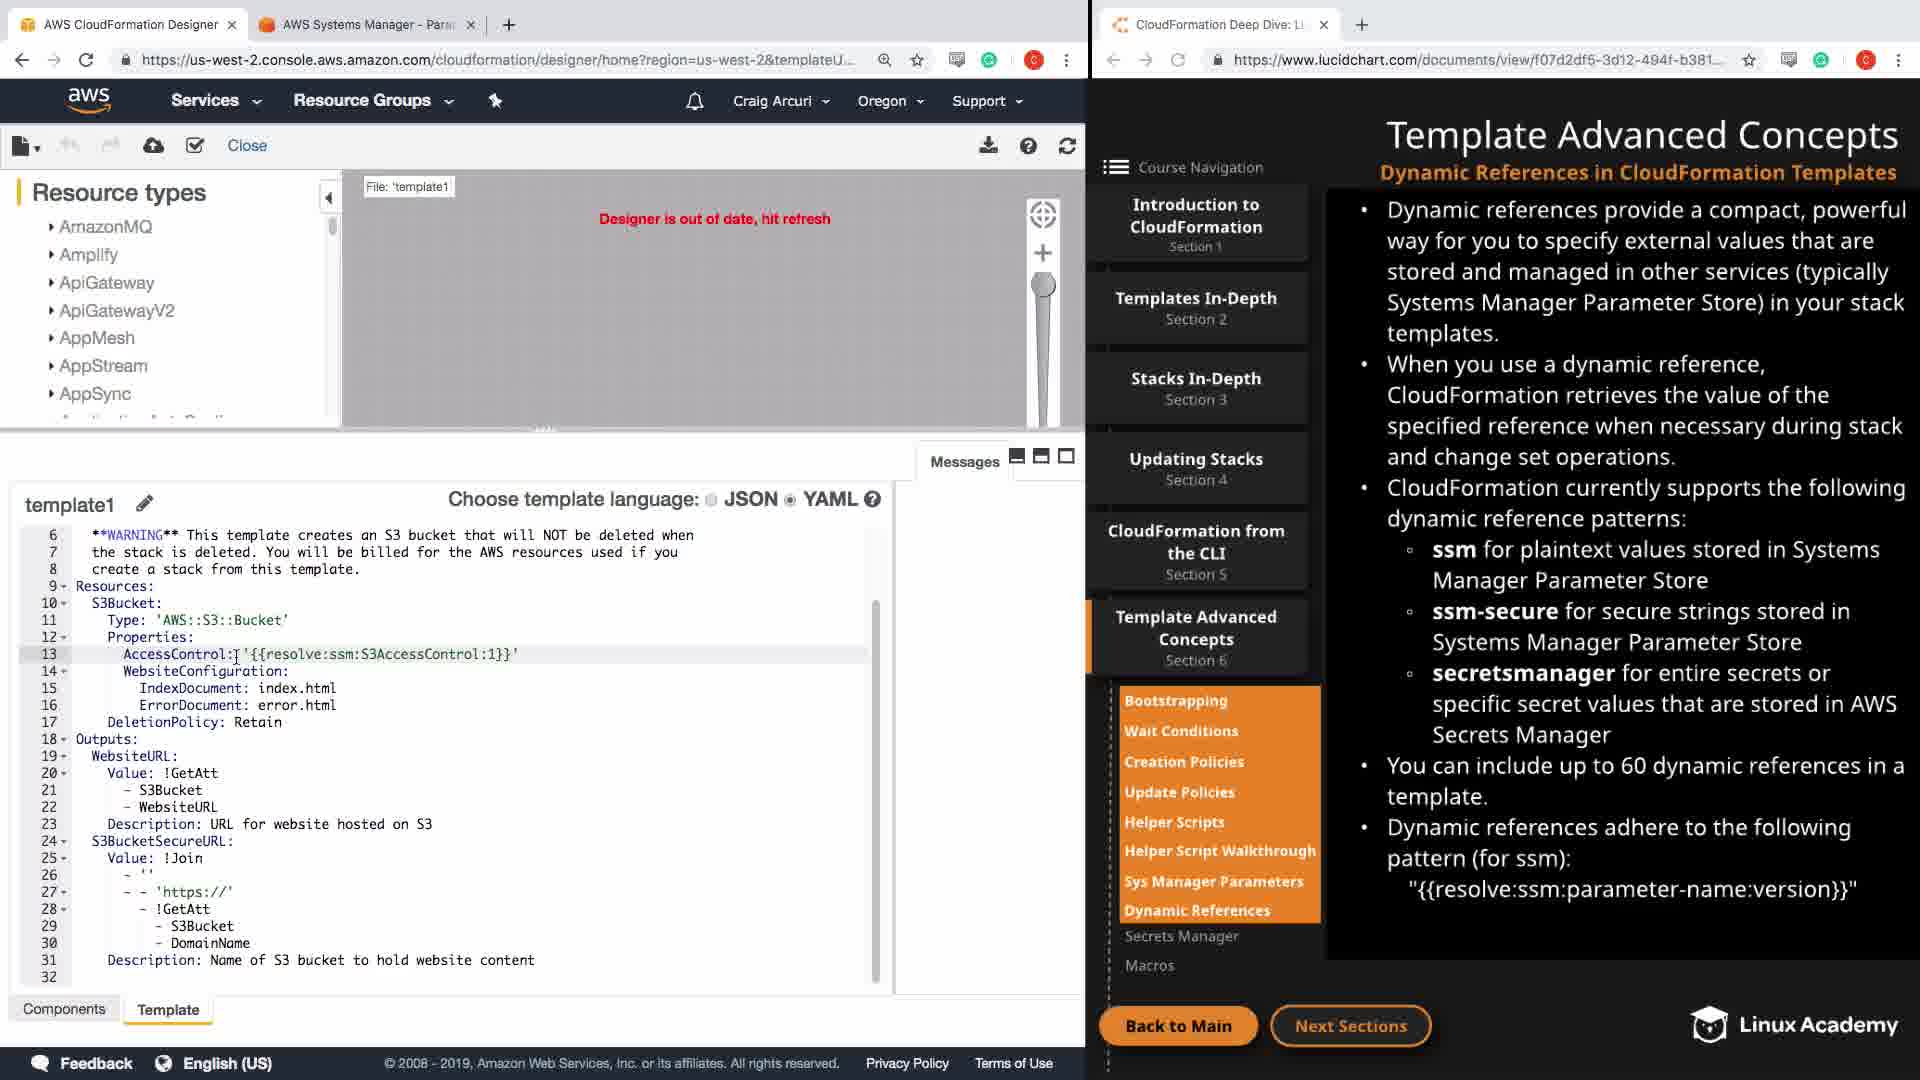 AWS CloudFormation Designer
AWS Systems Manager - Para
https://us-west-2.console.aws.amazon.com/cloudformation/designer/home?region=us-west-2&templateU...
C
aws
Services
Resource Groups
Craig Arcuri
Oregon
Support
Close
Resource types
AmazonMQ
Amplify
ApiGateway
ApiGatewayV2
AppMesh
AppStream
AppSync
File: 'template1
Designer is out of date, hit refresh
Messages
template1
Choose template language: JSON YAML
6 **WARNING** This template creates an S3 bucket that will NOT be deleted when
7 the stack is deleted. You will be billed for the AWS resources used if you
8 create a stack from this template.
9 Resources:
10 S3Bucket:
11 Type: 'AWS::S3::Bucket'
12 Properties:
13 AccessControl: '{{resolve:ssm:S3AccessControl:1}}'
14 WebsiteConfiguration:
15 IndexDocument: index.html
16 ErrorDocument: error.html
17 DeletionPolicy: Retain
18 Outputs:
19 WebsiteURL:
20 Value: !GetAtt
21 - S3Bucket
22 - WebsiteURL
23 Description: URL for website hosted on S3
24 S3BucketSecureURL:
25 Value: !Join
26 - ''
27 - - 'https://'
28 - !GetAtt
29 - S3Bucket
30 - DomainName
31 Description: Name of S3 bucket to hold website content
32
Components
Template
Feedback
English (US)
© 2008 - 2019, Amazon Web Services, Inc. or its affiliates. All rights reserved.
Privacy Policy
Terms of Use
CloudFormation Deep Dive: Li
https://www.lucidchart.com/documents/view/f07d2df5-3d12-494f-b381...
C
Template Advanced Concepts
Dynamic References in CloudFormation Templates
Course Navigation
Introduction to
CloudFormation
Section 1
Templates In-Depth
Section 2
Stacks In-Depth
Section 3
Updating Stacks
Section 4
CloudFormation from
the CLI
Section 5
Template Advanced
Concepts
Section 6
Bootstrapping
Wait Conditions
Creation Policies
Update Policies
Helper Scripts
Helper Script Walkthrough
Sys Manager Parameters
Dynamic References
Secrets Manager
Macros
• Dynamic references provide a compact, powerful
way for you to specify external values that are
stored and managed in other services (typically
Systems Manager Parameter Store) in your stack
templates.
• When you use a dynamic reference,
CloudFormation retrieves the value of the
specified reference when necessary during stack
and change set operations.
• CloudFormation currently supports the following
dynamic reference patterns:
◦ ssm for plaintext values stored in Systems
Manager Parameter Store
◦ ssm-secure for secure strings stored in
Systems Manager Parameter Store
◦ secretsmanager for entire secrets or
specific secret values that are stored in AWS
Secrets Manager
• You can include up to 60 dynamic references in a
template.
• Dynamic references adhere to the following
pattern (for ssm):
"{{resolve:ssm:parameter-name:version}}"
Back to Main
Next Sections
Linux Academy